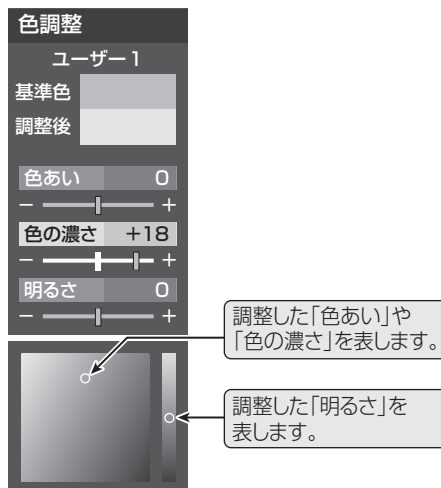 色調整
ユーザー1
基準色
調整後
色あい 0
− +
色の濃さ +18
− +
明るさ 0
− +
調整した「色あい」や
「色の濃さ」を表します。
調整した「明るさ」を
表します。